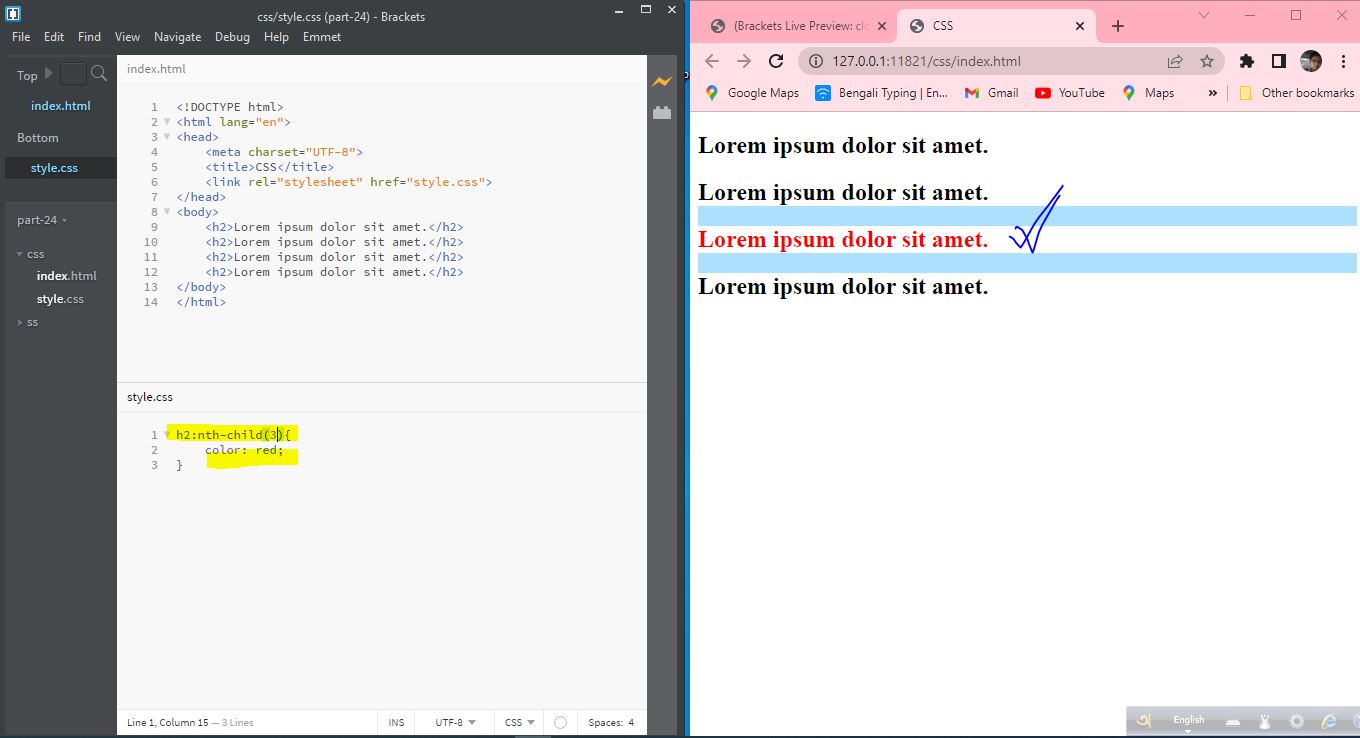 css/style.css (part-24) - Brackets
File Edit Find View Navigate Debug Help Emmet
Top
index.html
Bottom
style.css
part-24
css
index.html
style.css
ss
index.html
1 <!DOCTYPE html>
2 <html lang="en">
3 <head>
4 <meta charset="UTF-8">
5 <title>CSS</title>
6 <link rel="stylesheet" href="style.css">
7 </head>
8 <body>
9 <h2>Lorem ipsum dolor sit amet.</h2>
10 <h2>Lorem ipsum dolor sit amet.</h2>
11 <h2>Lorem ipsum dolor sit amet.</h2>
12 <h2>Lorem ipsum dolor sit amet.</h2>
13 </body>
14 </html>
style.css
1 h2:nth-child(3){
2 color: red;
3 }
Line 1, Column 15 — 3 Lines INS UTF-8 CSS Spaces: 4
(Brackets Live Preview: clo CSS
127.0.0.1:11821/css/index.html
Google Maps Bengali Typing | En... Gmail YouTube Maps » Other bookmarks
Lorem ipsum dolor sit amet.
Lorem ipsum dolor sit amet.
Lorem ipsum dolor sit amet.
Lorem ipsum dolor sit amet.
English